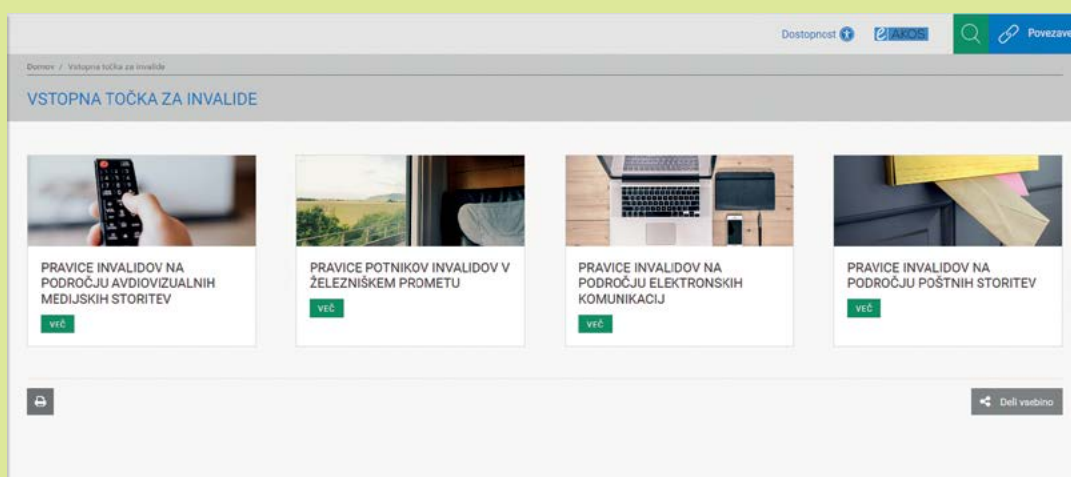 Dostopnost e AKOS Povezave
Domov / Vstopna točka za invalide
VSTOPNA TOČKA ZA INVALIDE
PRAVICE INVALIDOV NA
PODROČJU AVDIOVIZUALNIH
MEDIJSKIH STORITEV
VEČ
PRAVICE POTNIKOV INVALIDOV V
ŽELEZNIŠKEM PROMETU
VEČ
PRAVICE INVALIDOV NA
PODROČJU ELEKTRONSKIH
KOMUNIKACIJ
VEČ
PRAVICE INVALIDOV NA
PODROČJU POŠTNIH STORITEV
VEČ
Deli vsebino